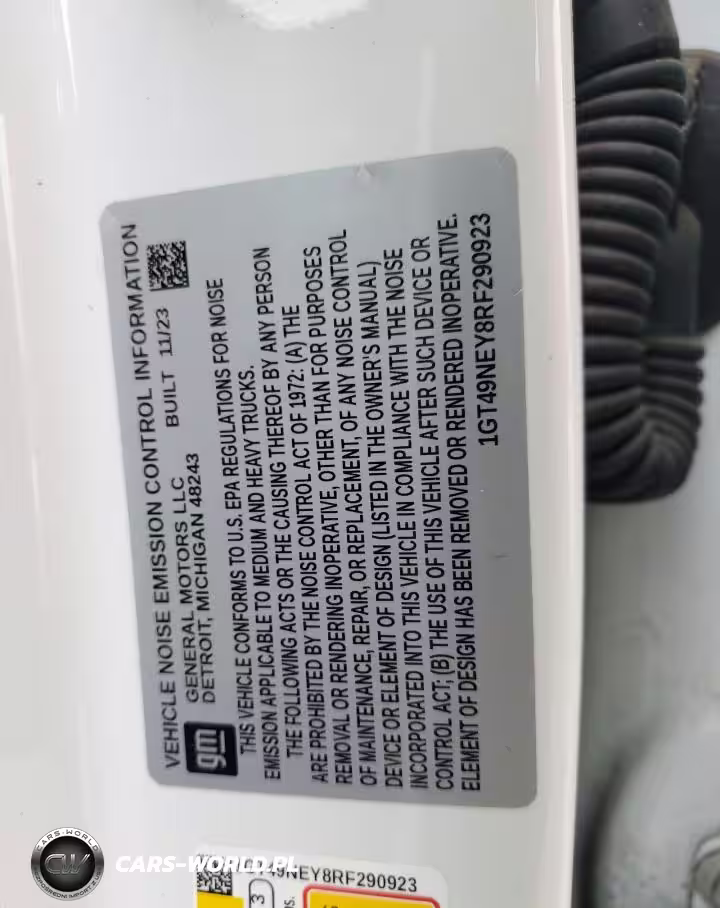 VEHICLE NOISE EMISSION CONTROL INFORMATION
gm
GENERAL MOTORS LLC
DETROIT, MICHIGAN 48243
BUILT 11/23
THIS VEHICLE CONFORMS TO U.S. EPA REGULATIONS FOR NOISE
EMISSION APPLICABLE TO MEDIUM AND HEAVY TRUCKS.
THE FOLLOWING ACTS OR THE CAUSING THEREOF BY ANY PERSON
ARE PROHIBITED BY THE NOISE CONTROL ACT OF 1972: (A) THE
REMOVAL OR RENDERING INOPERATIVE, OTHER THAN FOR PURPOSES
OF MAINTENANCE, REPAIR, OR REPLACEMENT, OF ANY NOISE CONTROL
DEVICE OR ELEMENT OF DESIGN (LISTED IN THE OWNER'S MANUAL)
INCORPORATED INTO THIS VEHICLE IN COMPLIANCE WITH THE NOISE
CONTROL ACT; (B) THE USE OF THIS VEHICLE AFTER SUCH DEVICE OR
ELEMENT OF DESIGN HAS BEEN REMOVED OR RENDERED INOPERATIVE.
1GT49NEY8RF290923
49NEY8RF290923
3
CARS-WORLD
CW
CARS-WORLD.PL